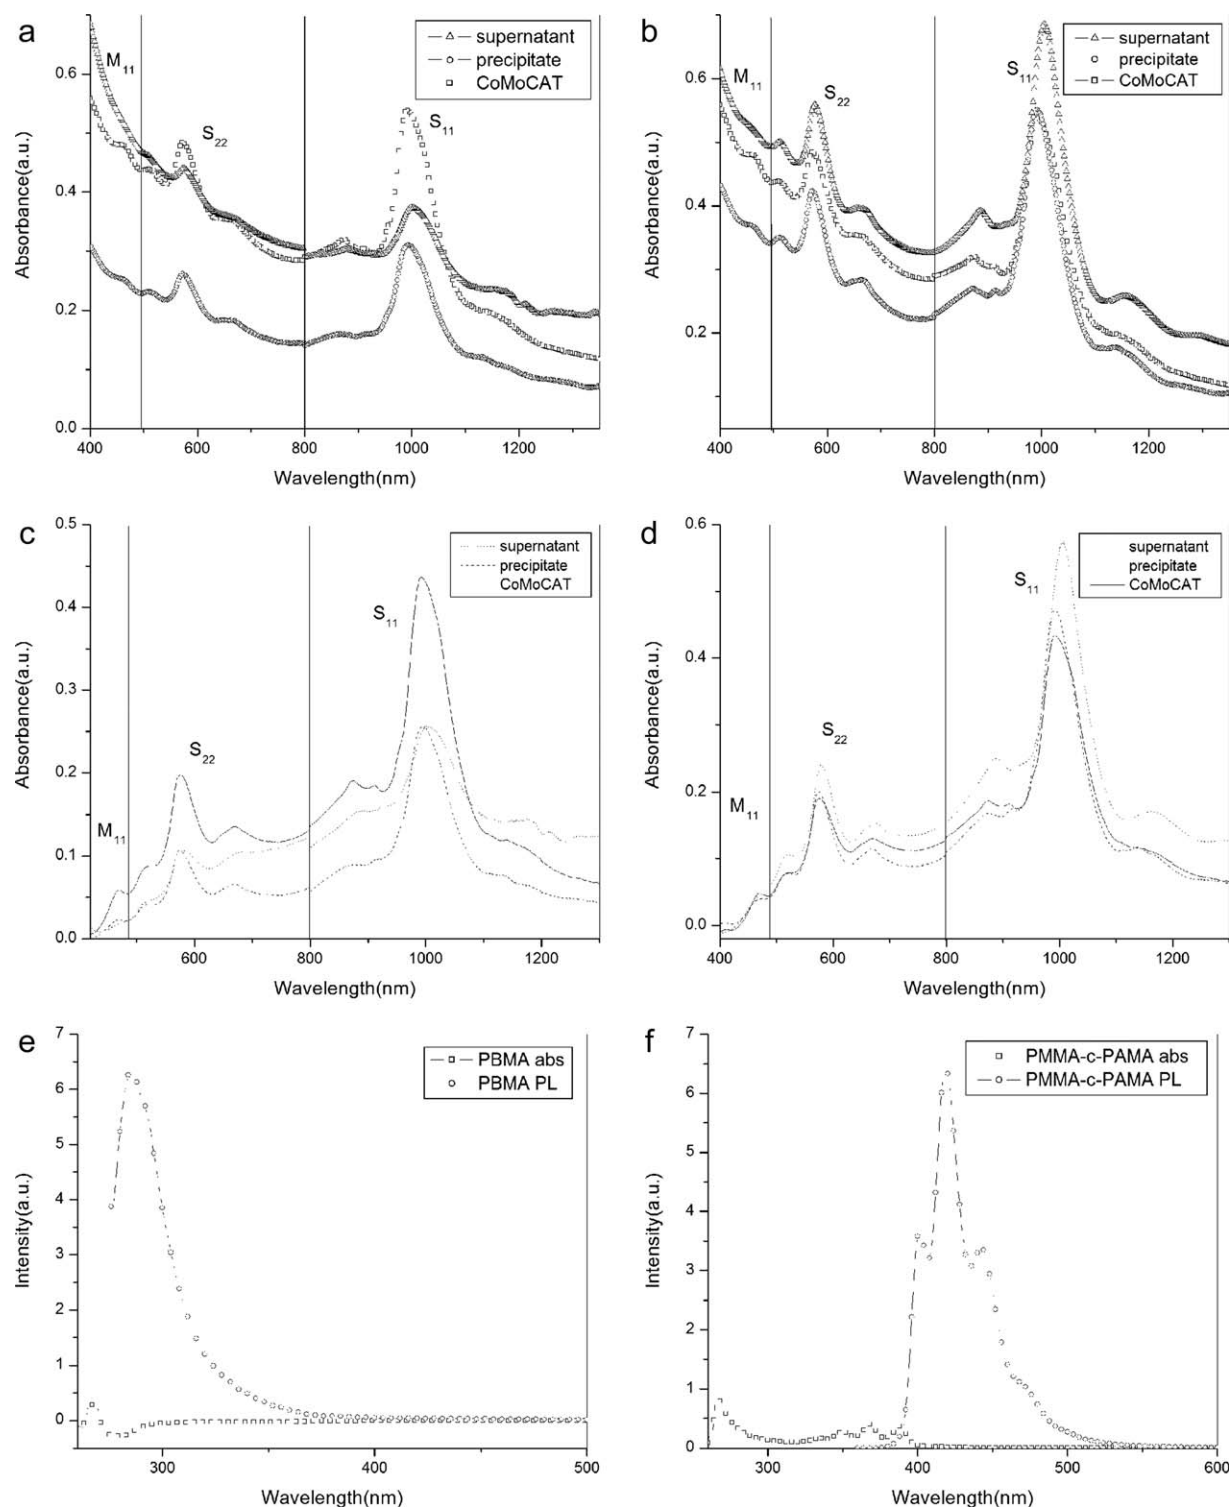 a
—△— supernatant
—○— precipitate
□ CoMoCAT
M11
S22
S11
Absorbance(a.u.)
0.6
0.4
0.2
0.0
400 600 800 1000 1200
Wavelength(nm)
b
—△— supernatant
○ precipitate
—□— CoMoCAT
M11
S22
S11
Absorbance(a.u.)
0.6
0.4
0.2
400 600 800 1000 1200
Wavelength(nm)
c
supernatant
precipitate
CoMoCAT
M11
S22
S11
Absorbance(a.u.)
0.5
0.4
0.3
0.2
0.1
0.0
600 800 1000 1200
Wavelength(nm)
d
supernatant
precipitate
CoMoCAT
M11
S22
S11
Absorbance(a.u.)
0.6
0.4
0.2
0.0
400 600 800 1000 1200
Wavelength(nm)
e
—□— PBMA abs
○ PBMA PL
Intensity(a.u.)
7
6
5
4
3
2
1
0
300 400 500
Wavelength(nm)
f
□ PMMA-c-PAMA abs
—○— PMMA-c-PAMA PL
Intensity(a.u.)
7
6
5
4
3
2
1
0
300 400 500 600
Wavelength(nm)